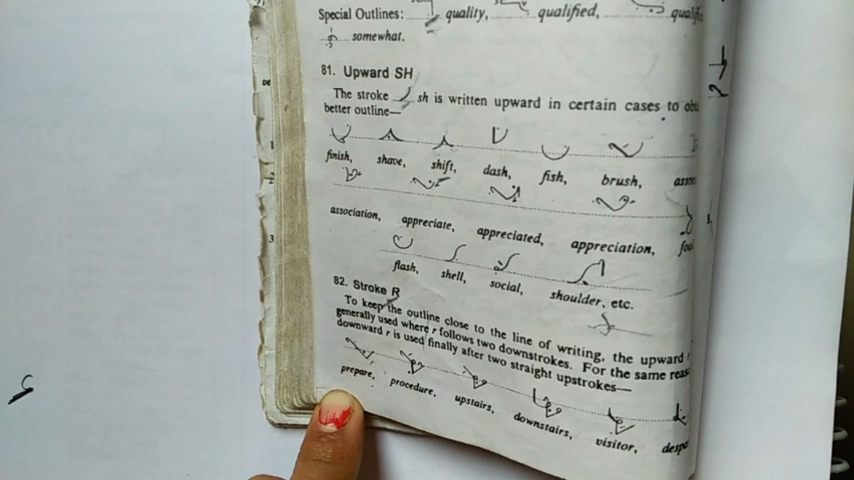 Special Outlines: quality, qualified,
somewhat.
81. Upward SH
The stroke sh is written upward in certain cases to
better outline—
finish, shave, shift, dash, fish, brush,
association, appreciate, appreciated, appreciation,
flash, shell, social, shoulder, etc.
82. Stroke R
To keep the outline close to the line of writing, the upward r
generally used where r follows two downstrokes. For the same
downward r is used finally after two straight upstrokes—
prepare, procedure, upstairs, downstairs, visitor,